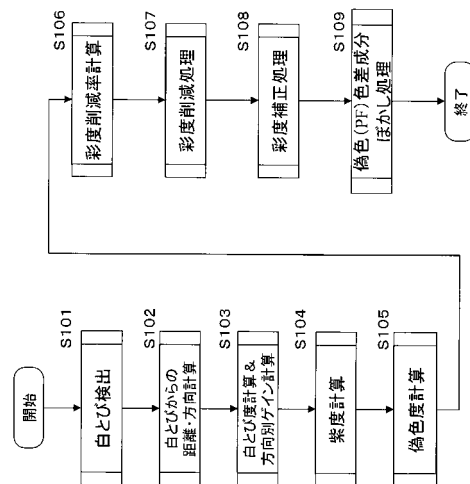 開始
S101
白とび検出
S102
白とびからの
距離・方向計算
S103
白とび度計算&
方向別ゲイン計算
S104
紫度計算
S105
偽色度計算
S106
彩度削減率計算
S107
彩度削減処理
S108
彩度補正処理
S109
偽色(PF)色差成分
ぼかし処理
終了